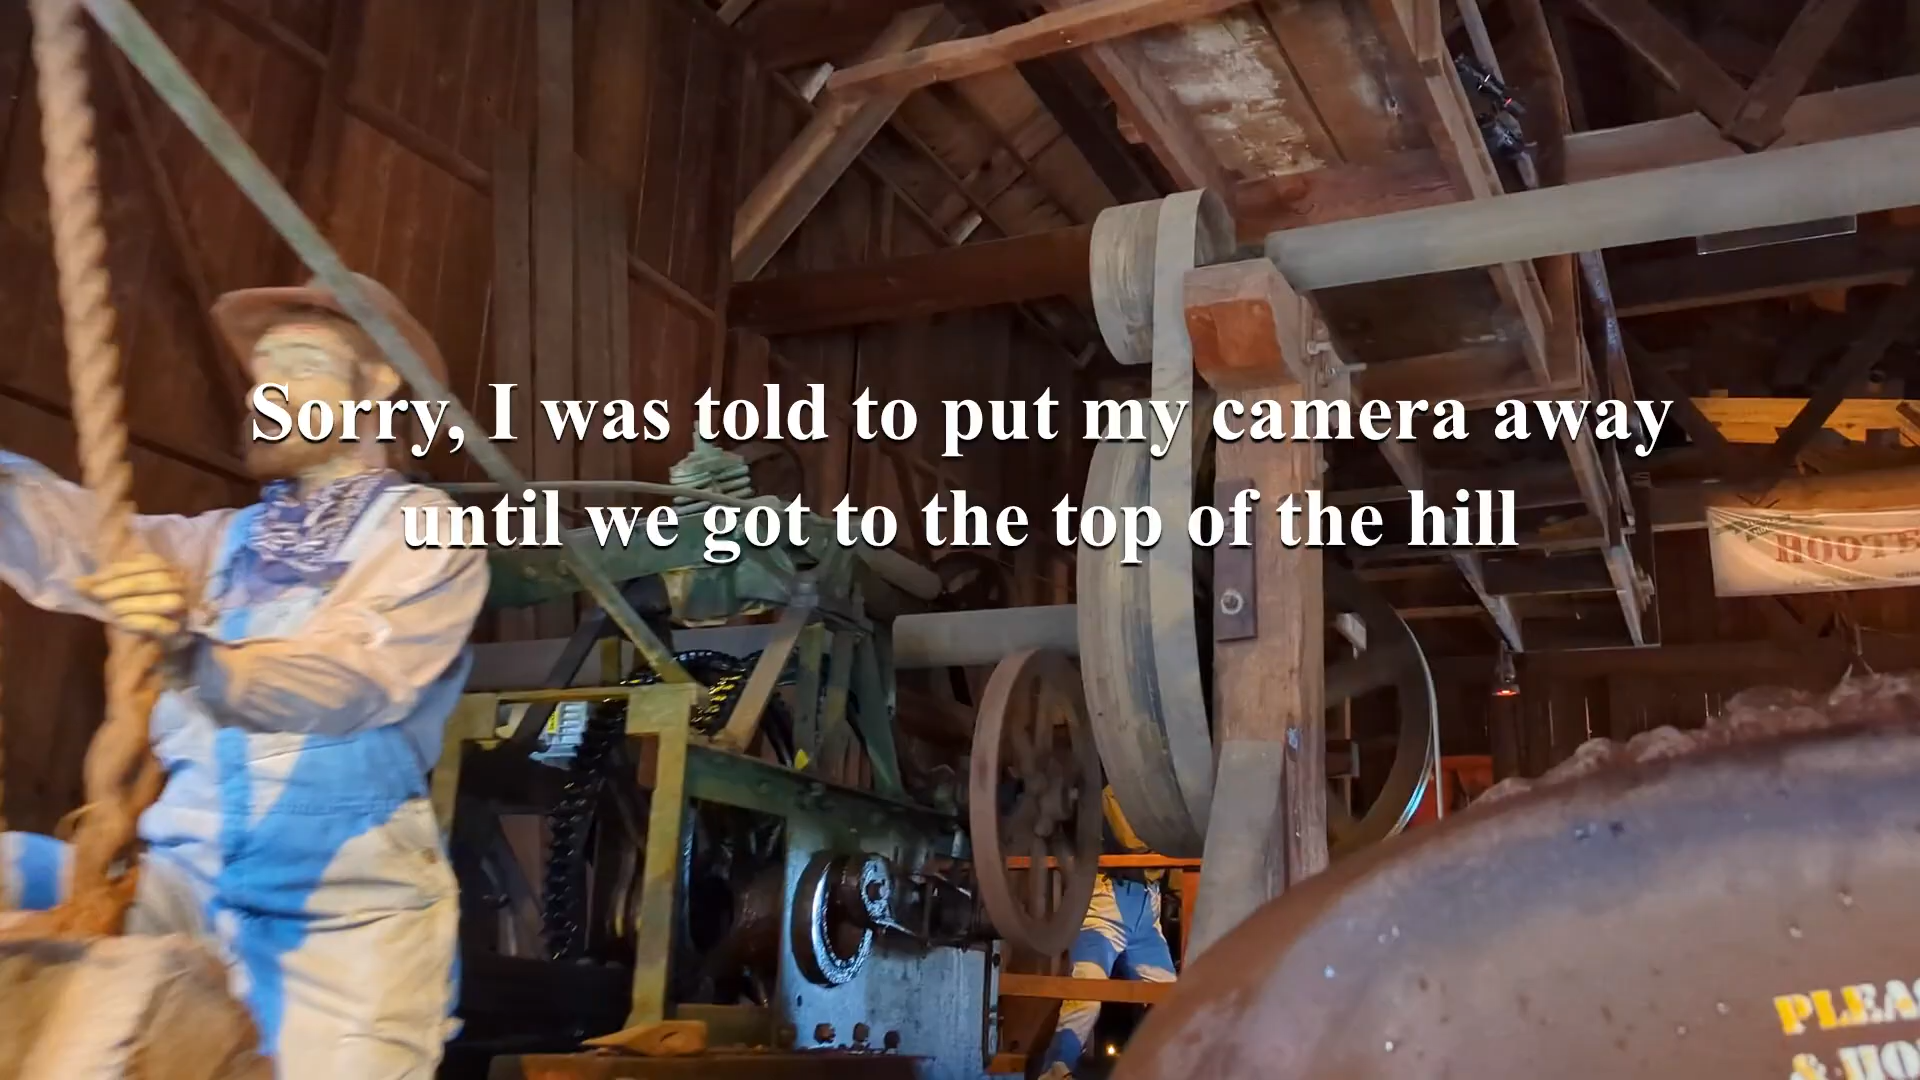 Sorry, I was told to put my camera away
until we got to the top of the hill